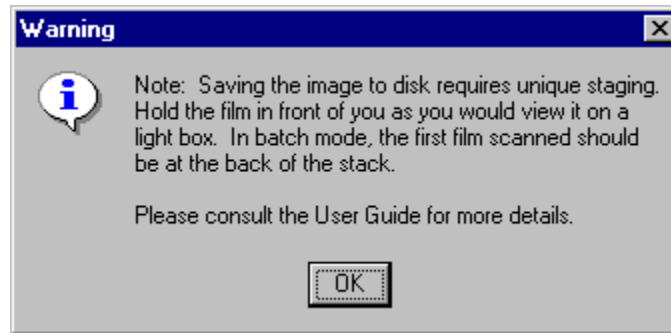 Warning
Note:  Saving the image to disk requires unique staging.
Hold the film in front of you as you would view it on a
light box.  In batch mode, the first film scanned should
be at the back of the stack.
Please consult the User Guide for more details.
OK